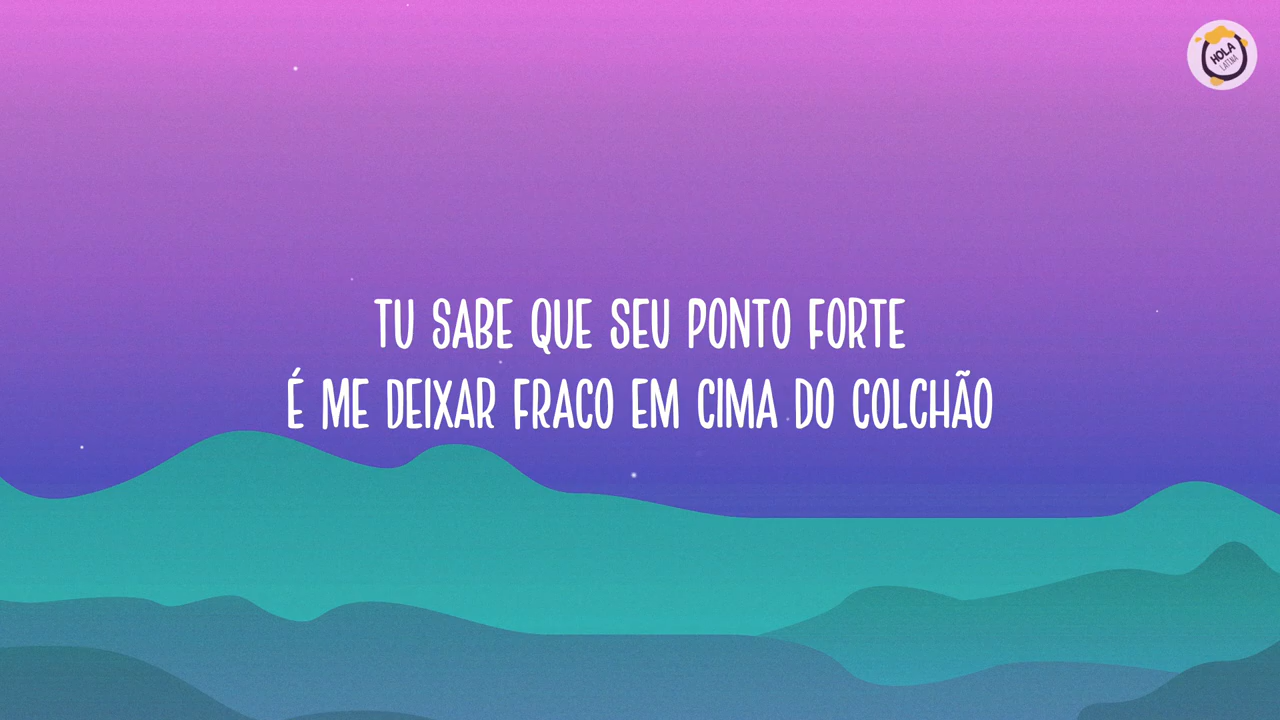 HOLA
LATINA
TU SABE QUE SEU PONTO FORTE
É ME DEIXAR FRACO EM CIMA DO COLCHÃO